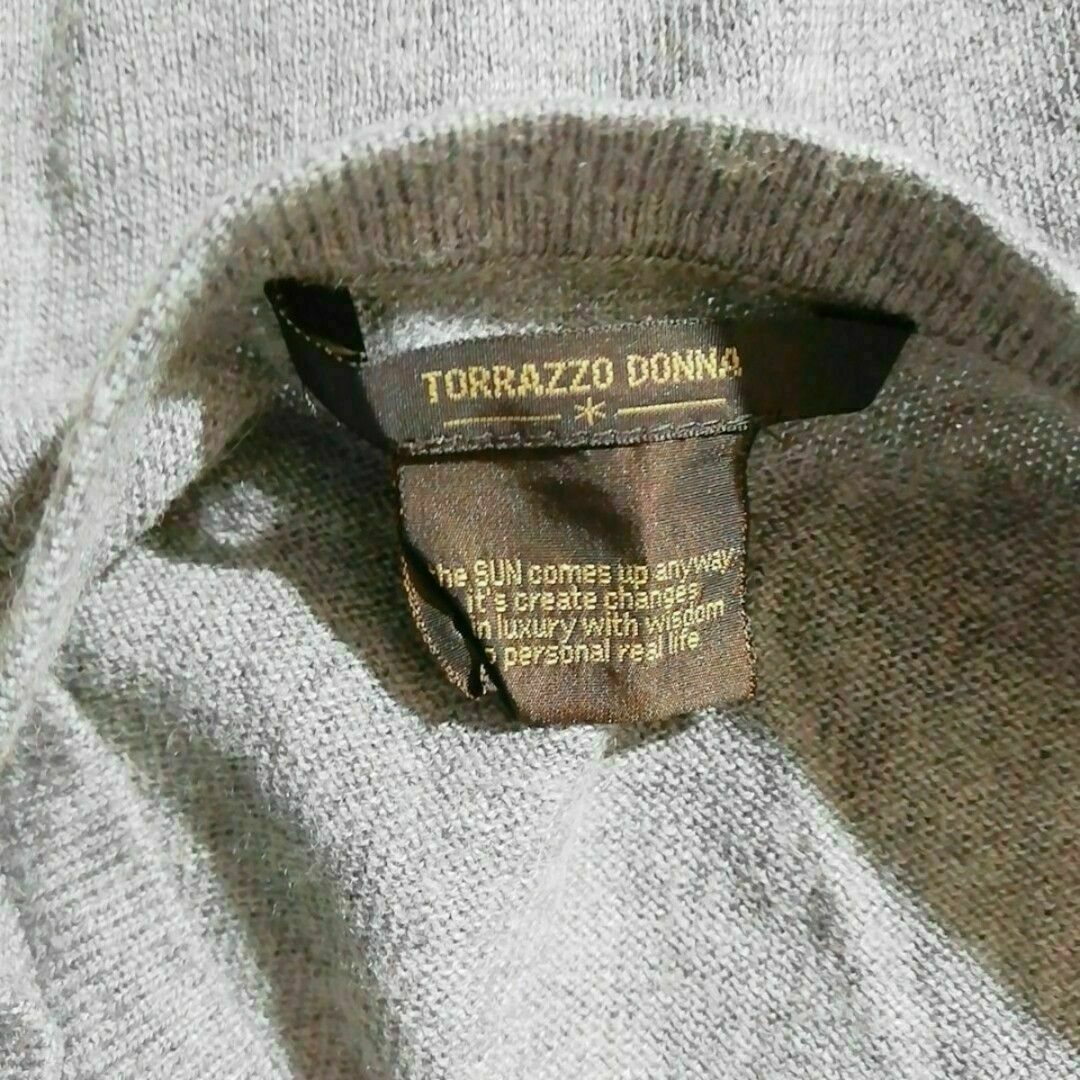 TORRAZZO DONNA
he SUN comes up anyway
it's create changes
n luxury with wisdom
personal real life